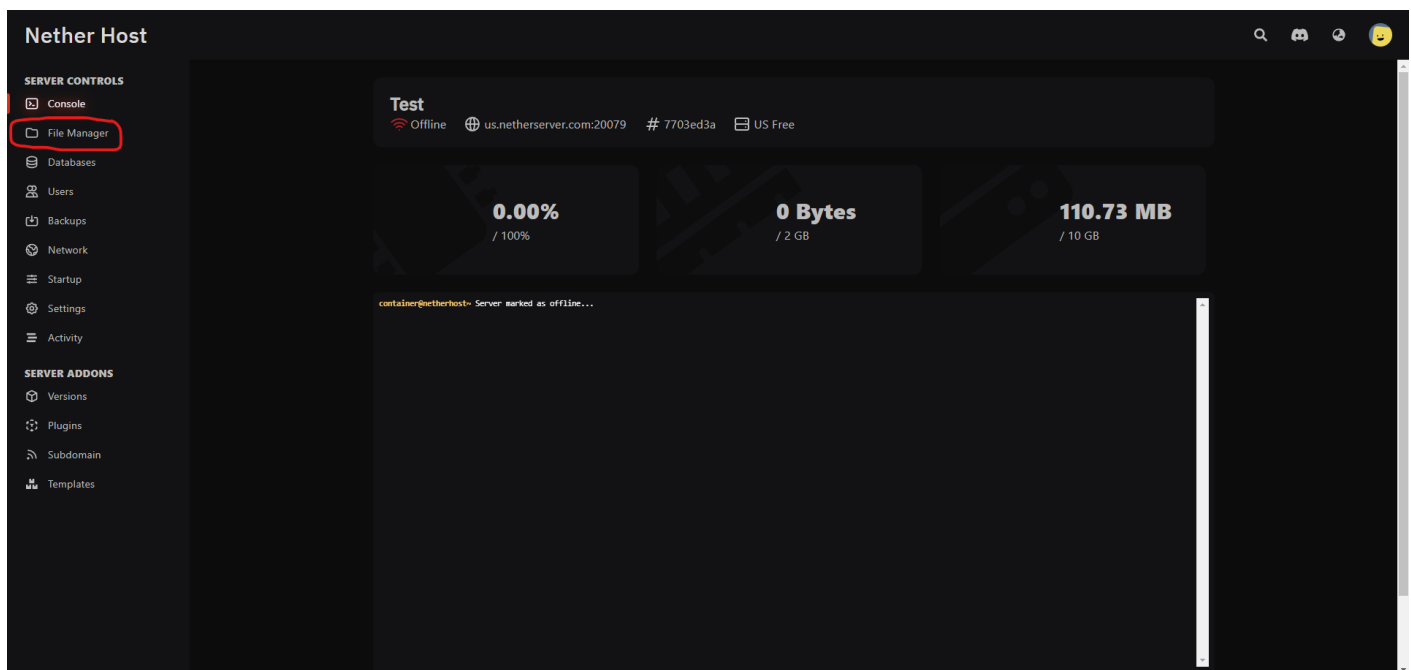 Nether Host
SERVER CONTROLS
Console
File Manager
Databases
Users
Backups
Network
Startup
Settings
Activity
SERVER ADDONS
Versions
Plugins
Subdomain
Templates
Test
Offline us.netherserver.com:20079 # 7703ed3a US Free
0.00%
/ 100%
0 Bytes
/ 2 GB
110.73 MB
/ 10 GB
container@netherhost~ Server marked as offline...